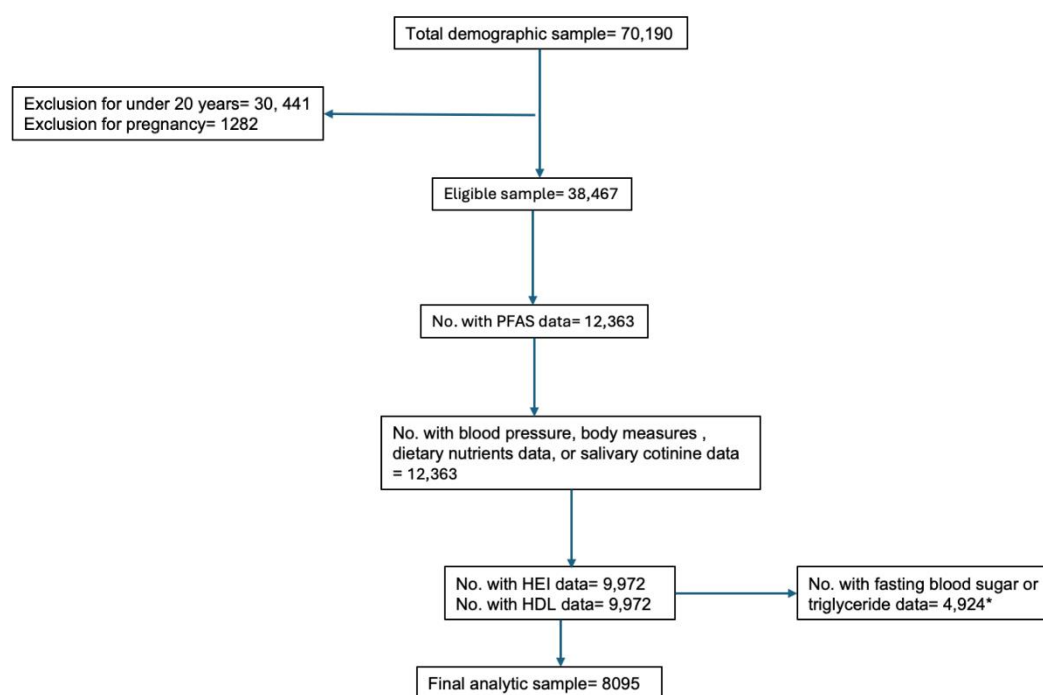 Total demographic sample= 70,190
Exclusion for under 20 years= 30, 441
Exclusion for pregnancy= 1282
Eligible sample= 38,467
No. with PFAS data= 12,363
No. with blood pressure, body measures ,
dietary nutrients data, or salivary cotinine data
= 12,363
No. with HEI data= 9,972
No. with HDL data= 9,972
No. with fasting blood sugar or
triglyceride data= 4,924*
Final analytic sample= 8095